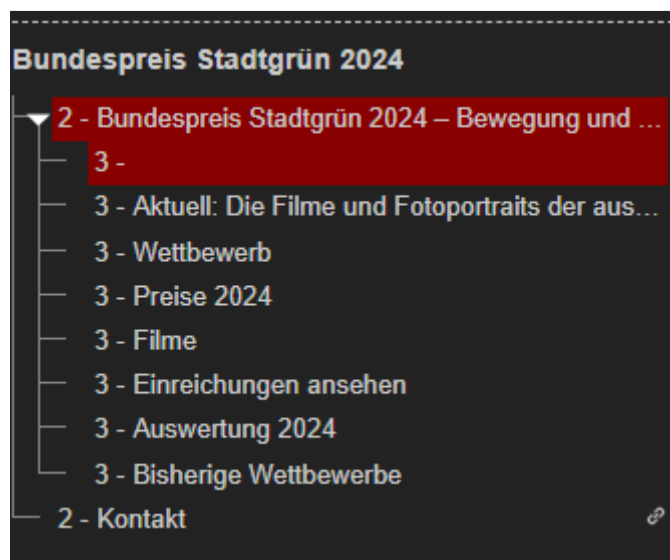 Bundespreis Stadtgrün 2024
2 - Bundespreis Stadtgrün 2024 – Bewegung und ...
3 -
3 - Aktuell: Die Filme und Fotoportraits der aus...
3 - Wettbewerb
3 - Preise 2024
3 - Filme
3 - Einreichungen ansehen
3 - Auswertung 2024
3 - Bisherige Wettbewerbe
2 - Kontakt